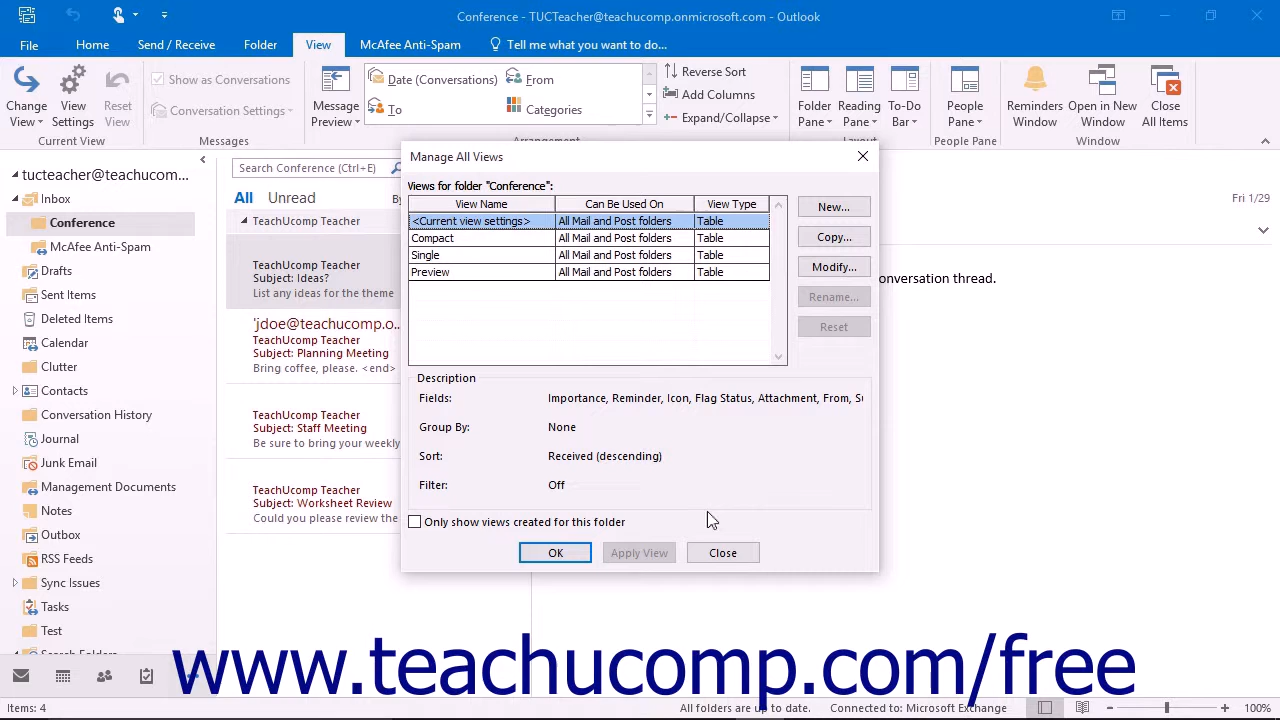 Conference - TUCTeacher@teachucomp.onmicrosoft.com - Outlook
File Home Send / Receive Folder View McAfee Anti-Spam Tell me what you want to do...
Change View View Settings Reset View
Current View
Show as Conversations
Conversation Settings
Messages
Message Preview
Date (Conversations) From
To Categories
Arrangement
Reverse Sort
Add Columns
Expand/Collapse
Folder Pane Reading Pane To-Do Bar
Layout
People Pane
People Pane
Reminders Window Open in New Window Close All Items
Window
tucteacher@teachucomp...
Inbox
Conference
McAfee Anti-Spam
Drafts
Sent Items
Deleted Items
Calendar
Clutter
Contacts
Conversation History
Journal
Junk Email
Management Documents
Notes
Outbox
RSS Feeds
Sync Issues
Tasks
Test
Search Folders
Search Conference (Ctrl+E)
All Unread By
TeachUcomp Teacher
TeachUcomp Teacher
Subject: Ideas?
List any ideas for the theme
'jdoe@teachucomp.o...
TeachUcomp Teacher
Subject: Planning Meeting
Bring coffee, please. <end>
TeachUcomp Teacher
Subject: Staff Meeting
Be sure to bring your weekly
TeachUcomp Teacher
Subject: Worksheet Review
Could you please review the
Manage All Views
Views for folder "Conference":
View Name Can Be Used On View Type
<Current view settings> All Mail and Post folders Table
Compact All Mail and Post folders Table
Single All Mail and Post folders Table
Preview All Mail and Post folders Table
New...
Copy...
Modify...
Rename...
Reset
Description
Fields: Importance, Reminder, Icon, Flag Status, Attachment, From, Su
Group By: None
Sort: Received (descending)
Filter: Off
Only show views created for this folder
OK Apply View Close
Fri 1/29
onversation thread.
www.teachucomp.com/free
Items: 4 All folders are up to date. Connected to: Microsoft Exchange 100%